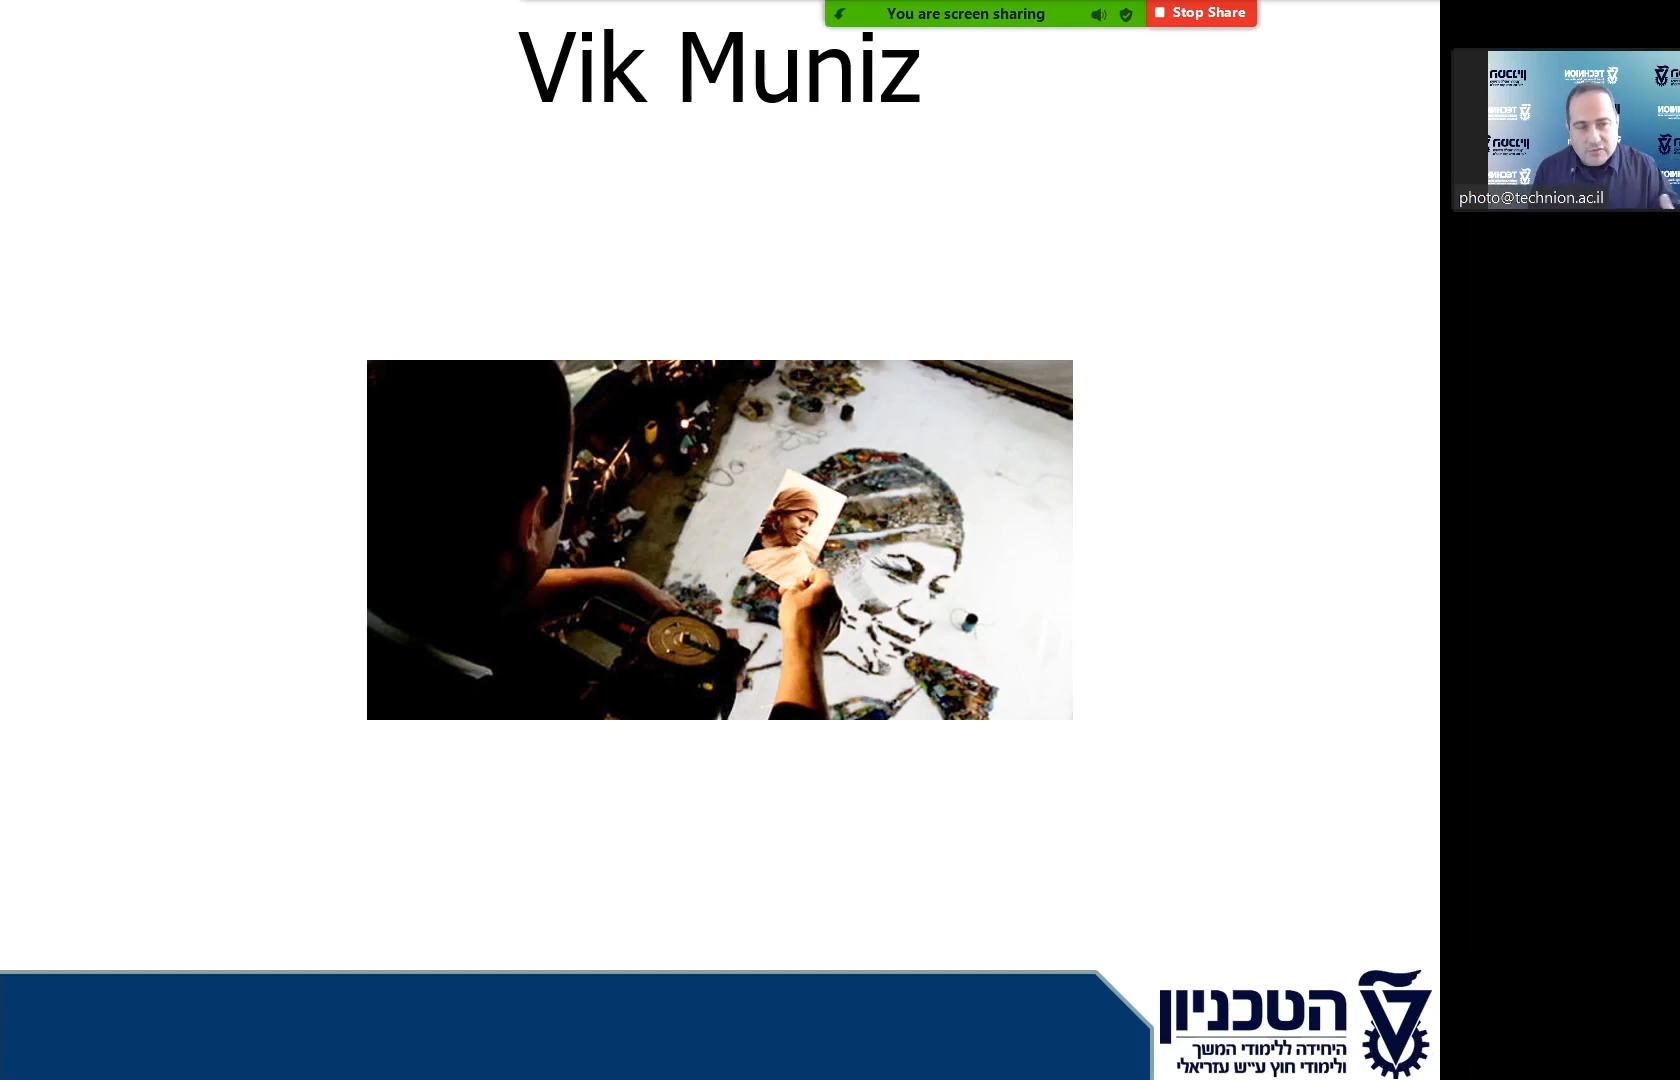 You are screen sharing
Stop Share
Vik Muniz
TECHNION
photo@technion.ac.il
הטכניון
היחידה ללימודי המשך
ולימודי חוץ ע״ש עזריאלי